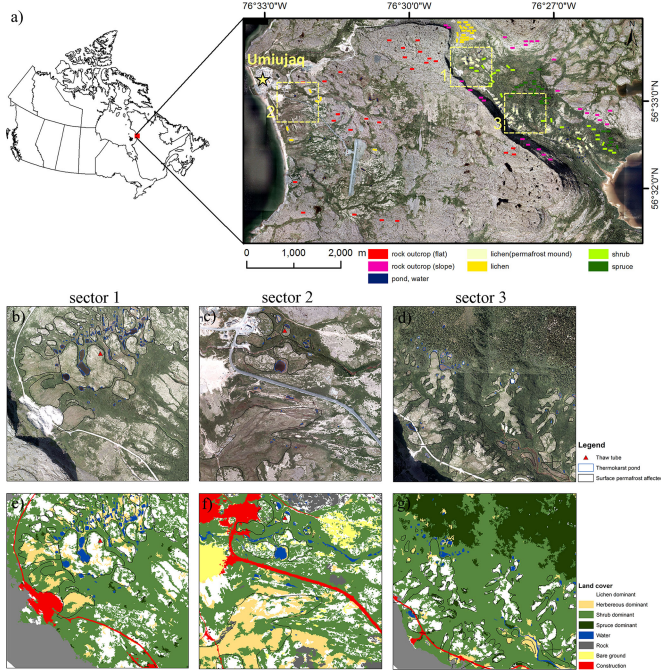 a)
76°33'0"W
76°30'0"W
76°27'0"W
Umiujaq
1
2
3
56°33'0"N
56°32'0"N
0 1,000 2,000 m
rock outcrop (flat)
lichen(permafrost mound)
shrub
rock outcrop (slope)
lichen
spruce
pond, water
sector 1
sector 2
sector 3
b)
c)
d)
Legend
Thaw tube
Thermokarst pond
Surface permafrost affected
e)
f)
g)
Land cover
Lichen dominant
Herbereous dominant
Shrub dominant
Spruce dominant
Water
Rock
Bare ground
Construction